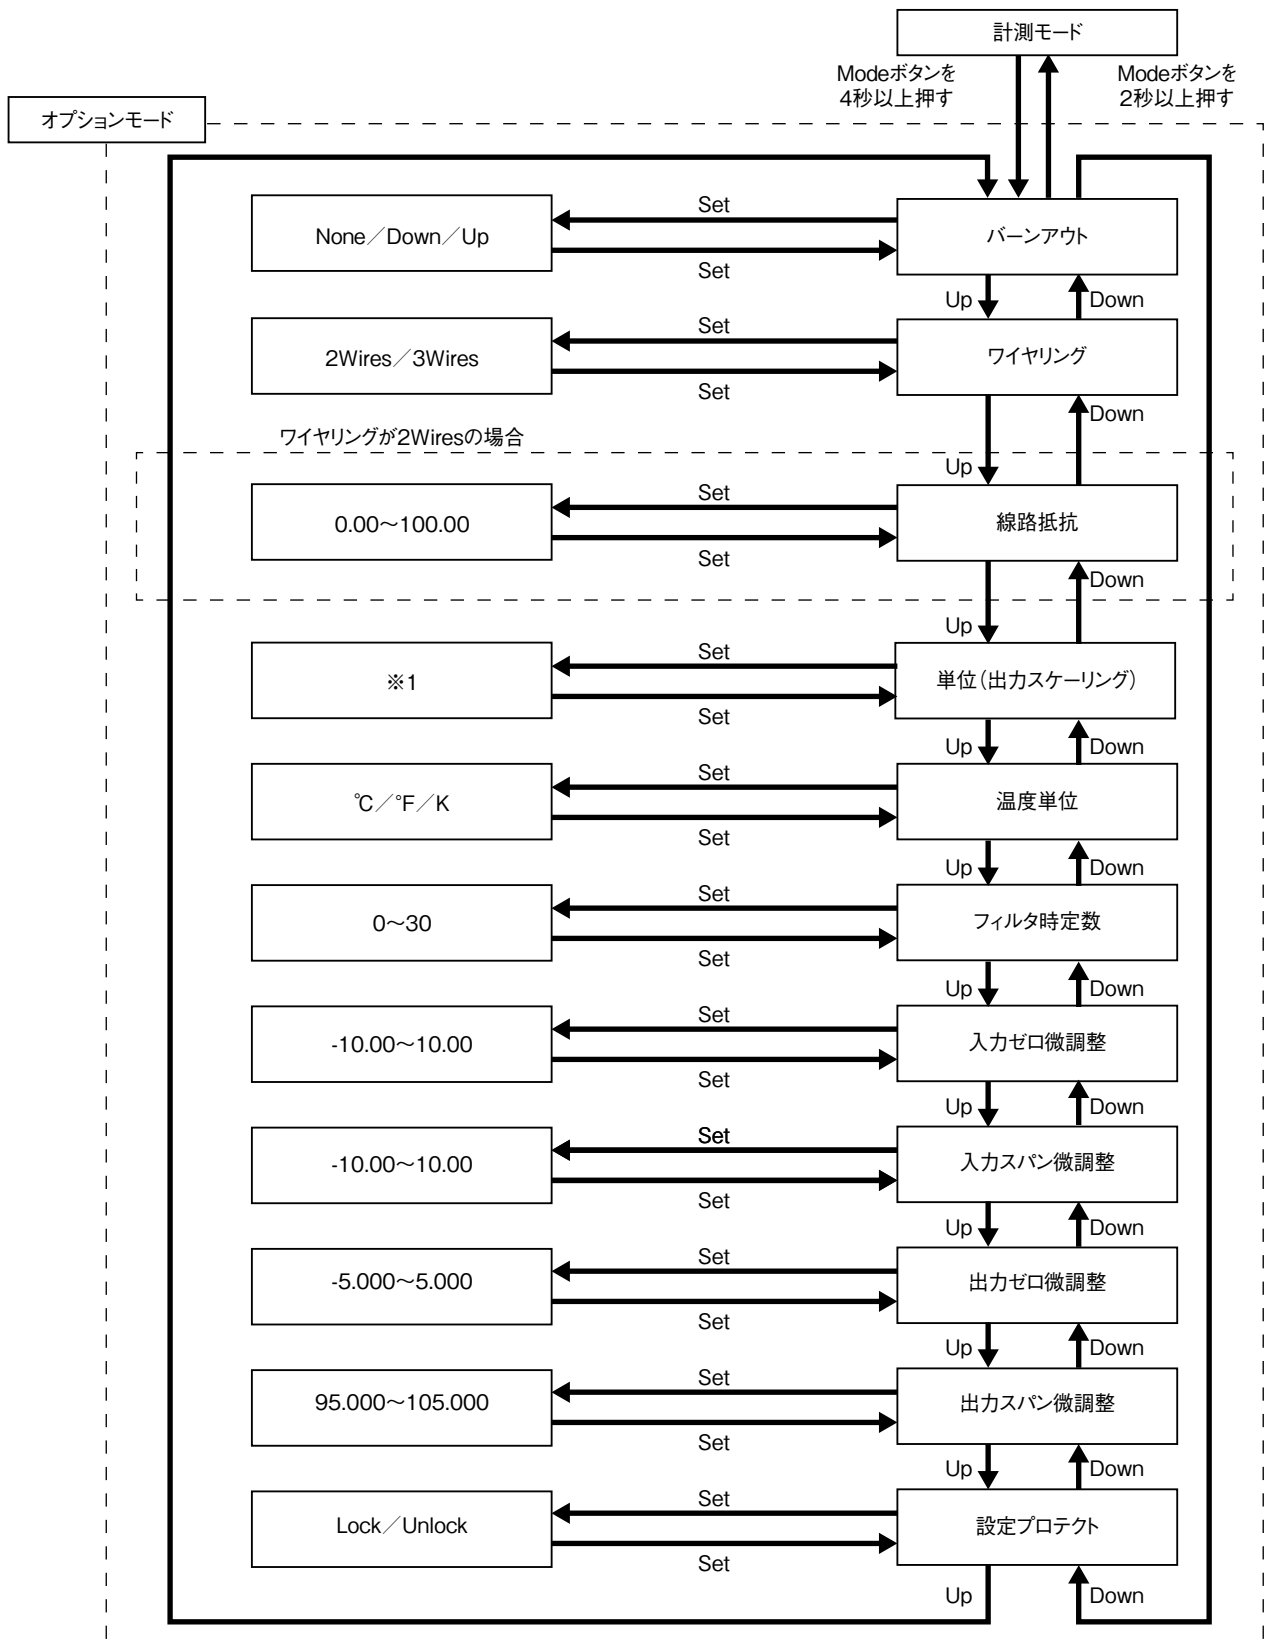 計測モード
Modeボタンを
4秒以上押す
Modeボタンを
2秒以上押す
オプションモード
Set
None／Down／Up
バーンアウト
Set
Up
Down
Set
2Wires／3Wires
ワイヤリング
Set
Down
ワイヤリングが2Wiresの場合
Up
Set
0.00～100.00
線路抵抗
Set
Down
Up
Set
※1
単位（出力スケーリング）
Set
Up
Down
Set
℃／°F／K
温度単位
Set
Up
Down
Set
0～30
フィルタ時定数
Set
Up
Down
Set
-10.00～10.00
入力ゼロ微調整
Set
Up
Down
Set
-10.00～10.00
入力スパン微調整
Set
Up
Down
Set
-5.000～5.000
出力ゼロ微調整
Set
Up
Down
Set
95.000～105.000
出力スパン微調整
Set
Up
Down
Set
Lock／Unlock
設定プロテクト
Set
Up
Down